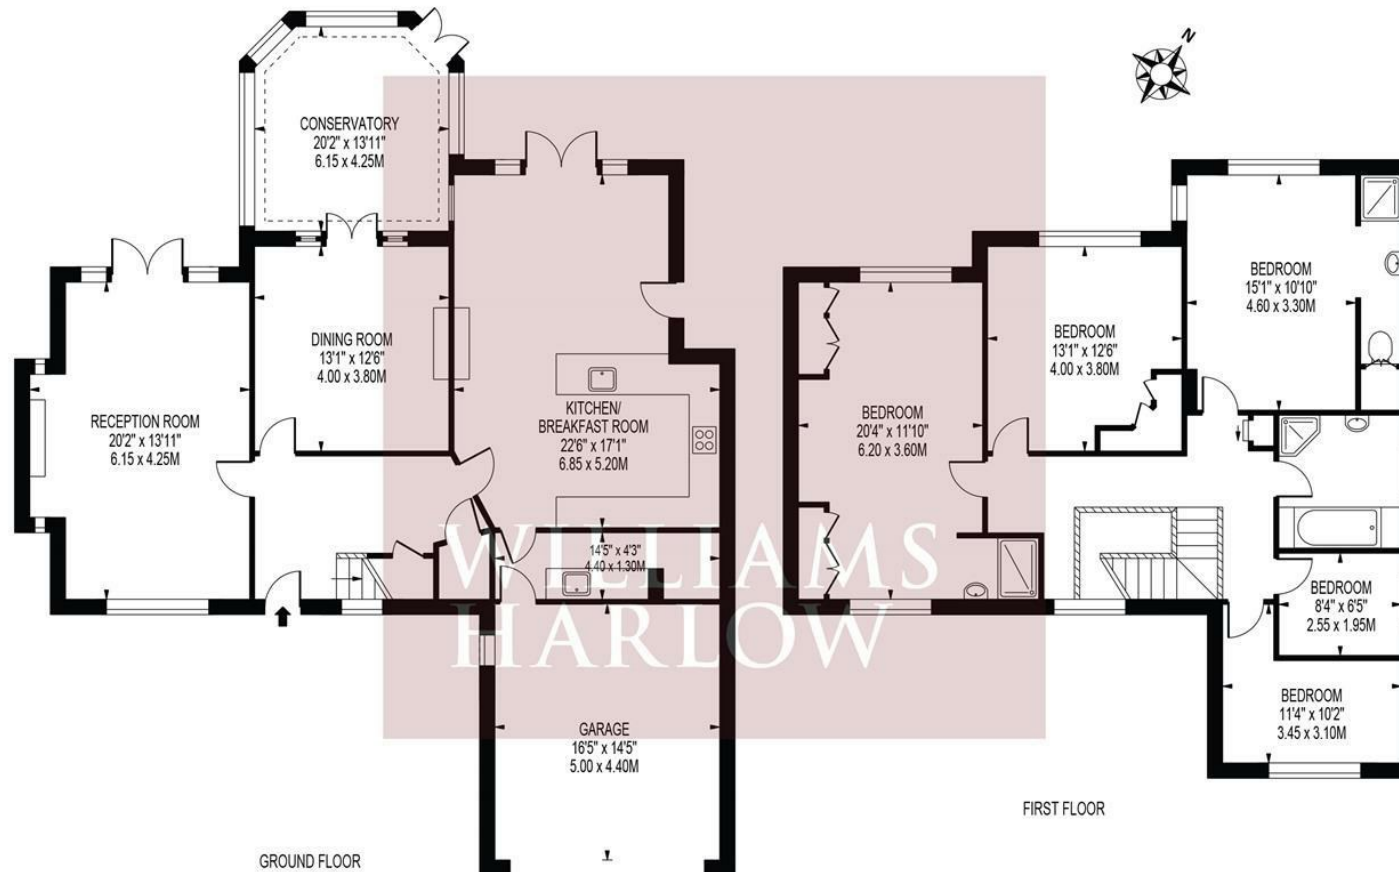 N
CONSERVATORY
20'2" x 13'11"
6.15 x 4.25M
DINING ROOM
13'1" x 12'6"
4.00 x 3.80M
RECEPTION ROOM
20'2" x 13'11"
6.15 x 4.25M
KITCHEN/
BREAKFAST ROOM
22'6" x 17'1"
6.85 x 5.20M
14'5" x 4'3"
4.40 x 1.30M
GARAGE
16'5" x 14'5"
5.00 x 4.40M
GROUND FLOOR
WILLIAMS
HARLOW
BEDROOM
15'1" x 10'10"
4.60 x 3.30M
BEDROOM
13'1" x 12'6"
4.00 x 3.80M
BEDROOM
20'4" x 11'10"
6.20 x 3.60M
BEDROOM
8'4" x 6'5"
2.55 x 1.95M
BEDROOM
11'4" x 10'2"
3.45 x 3.10M
FIRST FLOOR